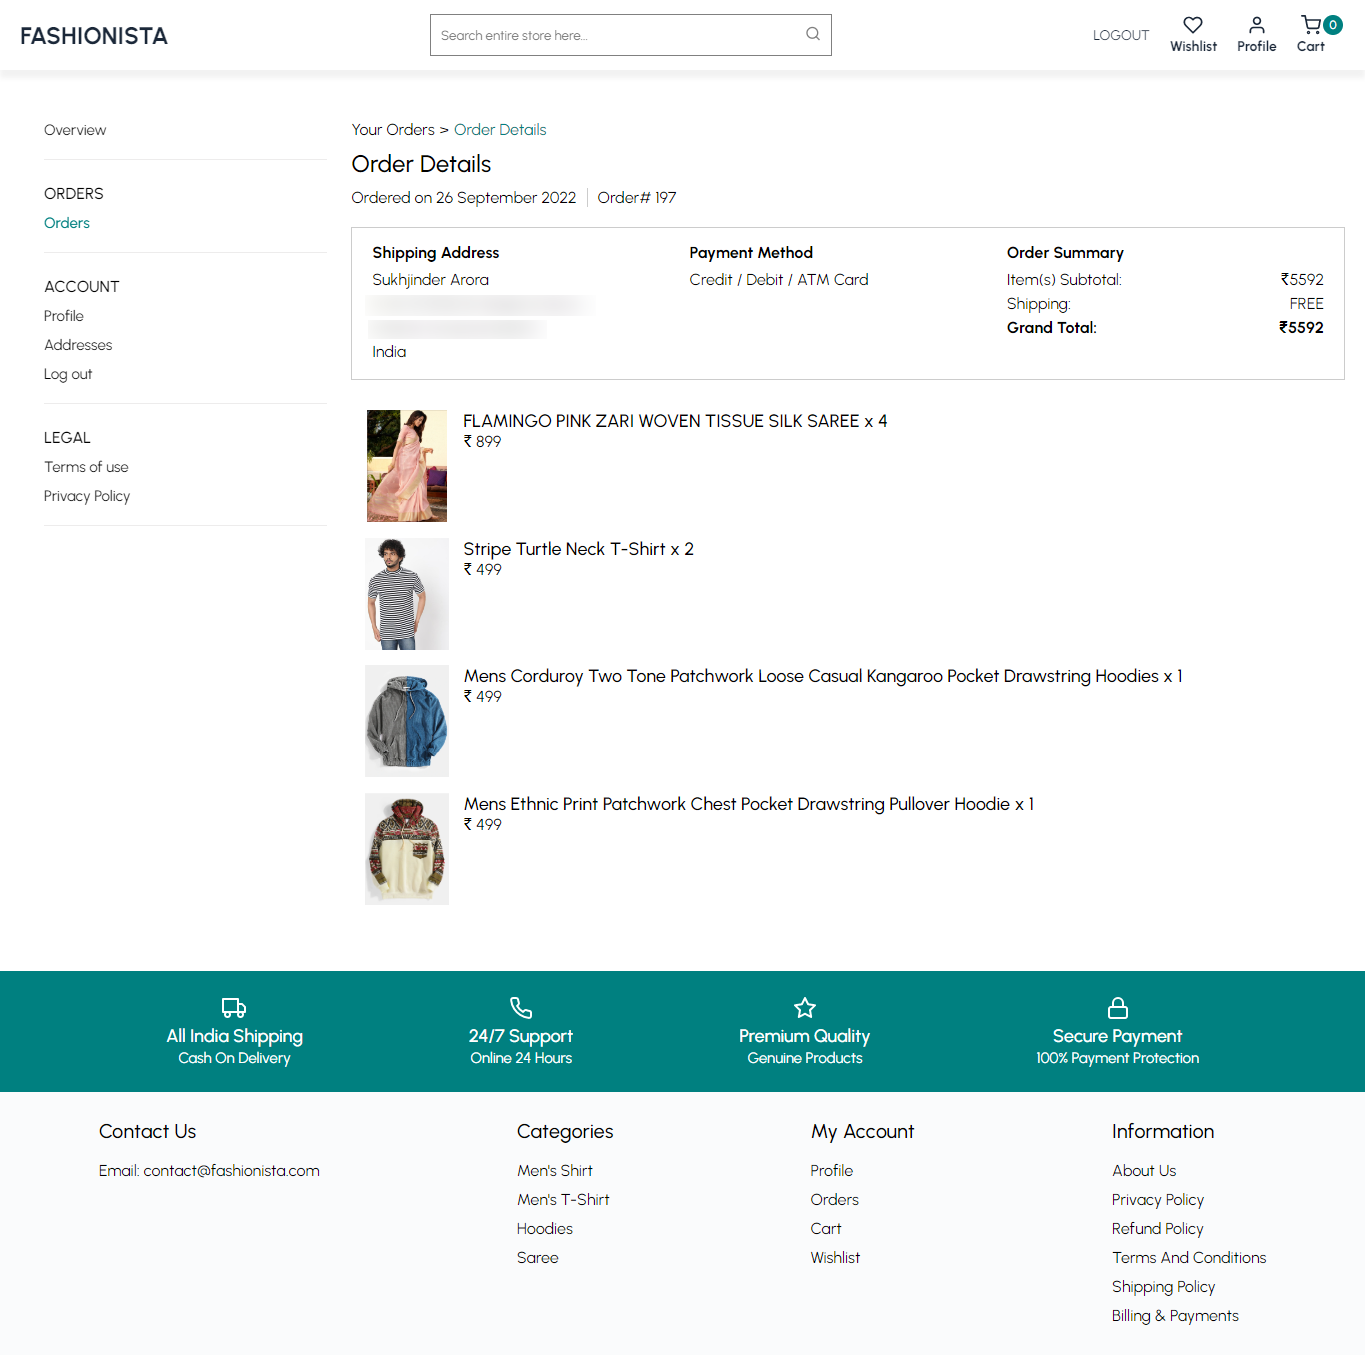 FASHIONISTA
Search entire store here...
LOGOUT
Wishlist
Profile
Cart
0
Overview
ORDERS
Orders
ACCOUNT
Profile
Addresses
Log out
LEGAL
Terms of use
Privacy Policy
Your Orders > Order Details
Order Details
Ordered on 26 September 2022
Order# 197
Shipping Address
Sukhjinder Arora
India
Payment Method
Credit / Debit / ATM Card
Order Summary
Item(s) Subtotal: ₹5592
Shipping: FREE
Grand Total: ₹5592
FLAMINGO PINK ZARI WOVEN TISSUE SILK SAREE x 4
₹ 899
Stripe Turtle Neck T-Shirt x 2
₹ 499
Mens Corduroy Two Tone Patchwork Loose Casual Kangaroo Pocket Drawstring Hoodies x 1
₹ 499
Mens Ethnic Print Patchwork Chest Pocket Drawstring Pullover Hoodie x 1
₹ 499
All India Shipping
Cash On Delivery
24/7 Support
Online 24 Hours
Premium Quality
Genuine Products
Secure Payment
100% Payment Protection
Contact Us
Email: contact@fashionista.com
Categories
Men's Shirt
Men's T-Shirt
Hoodies
Saree
My Account
Profile
Orders
Cart
Wishlist
Information
About Us
Privacy Policy
Refund Policy
Terms And Conditions
Shipping Policy
Billing & Payments